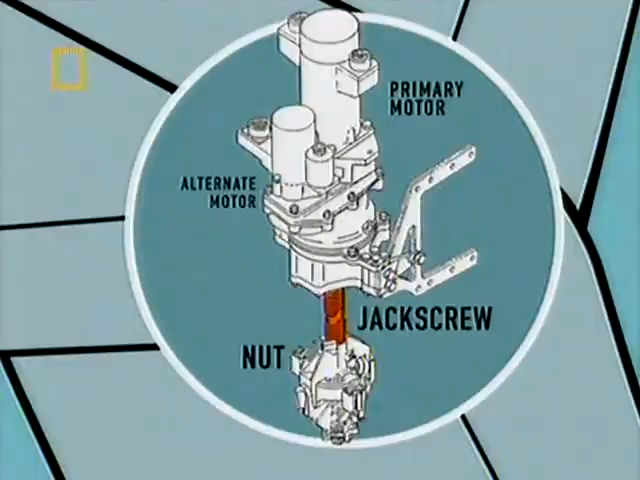 PRIMARY
MOTOR
ALTERNATE
MOTOR
JACKSCREW
NUT